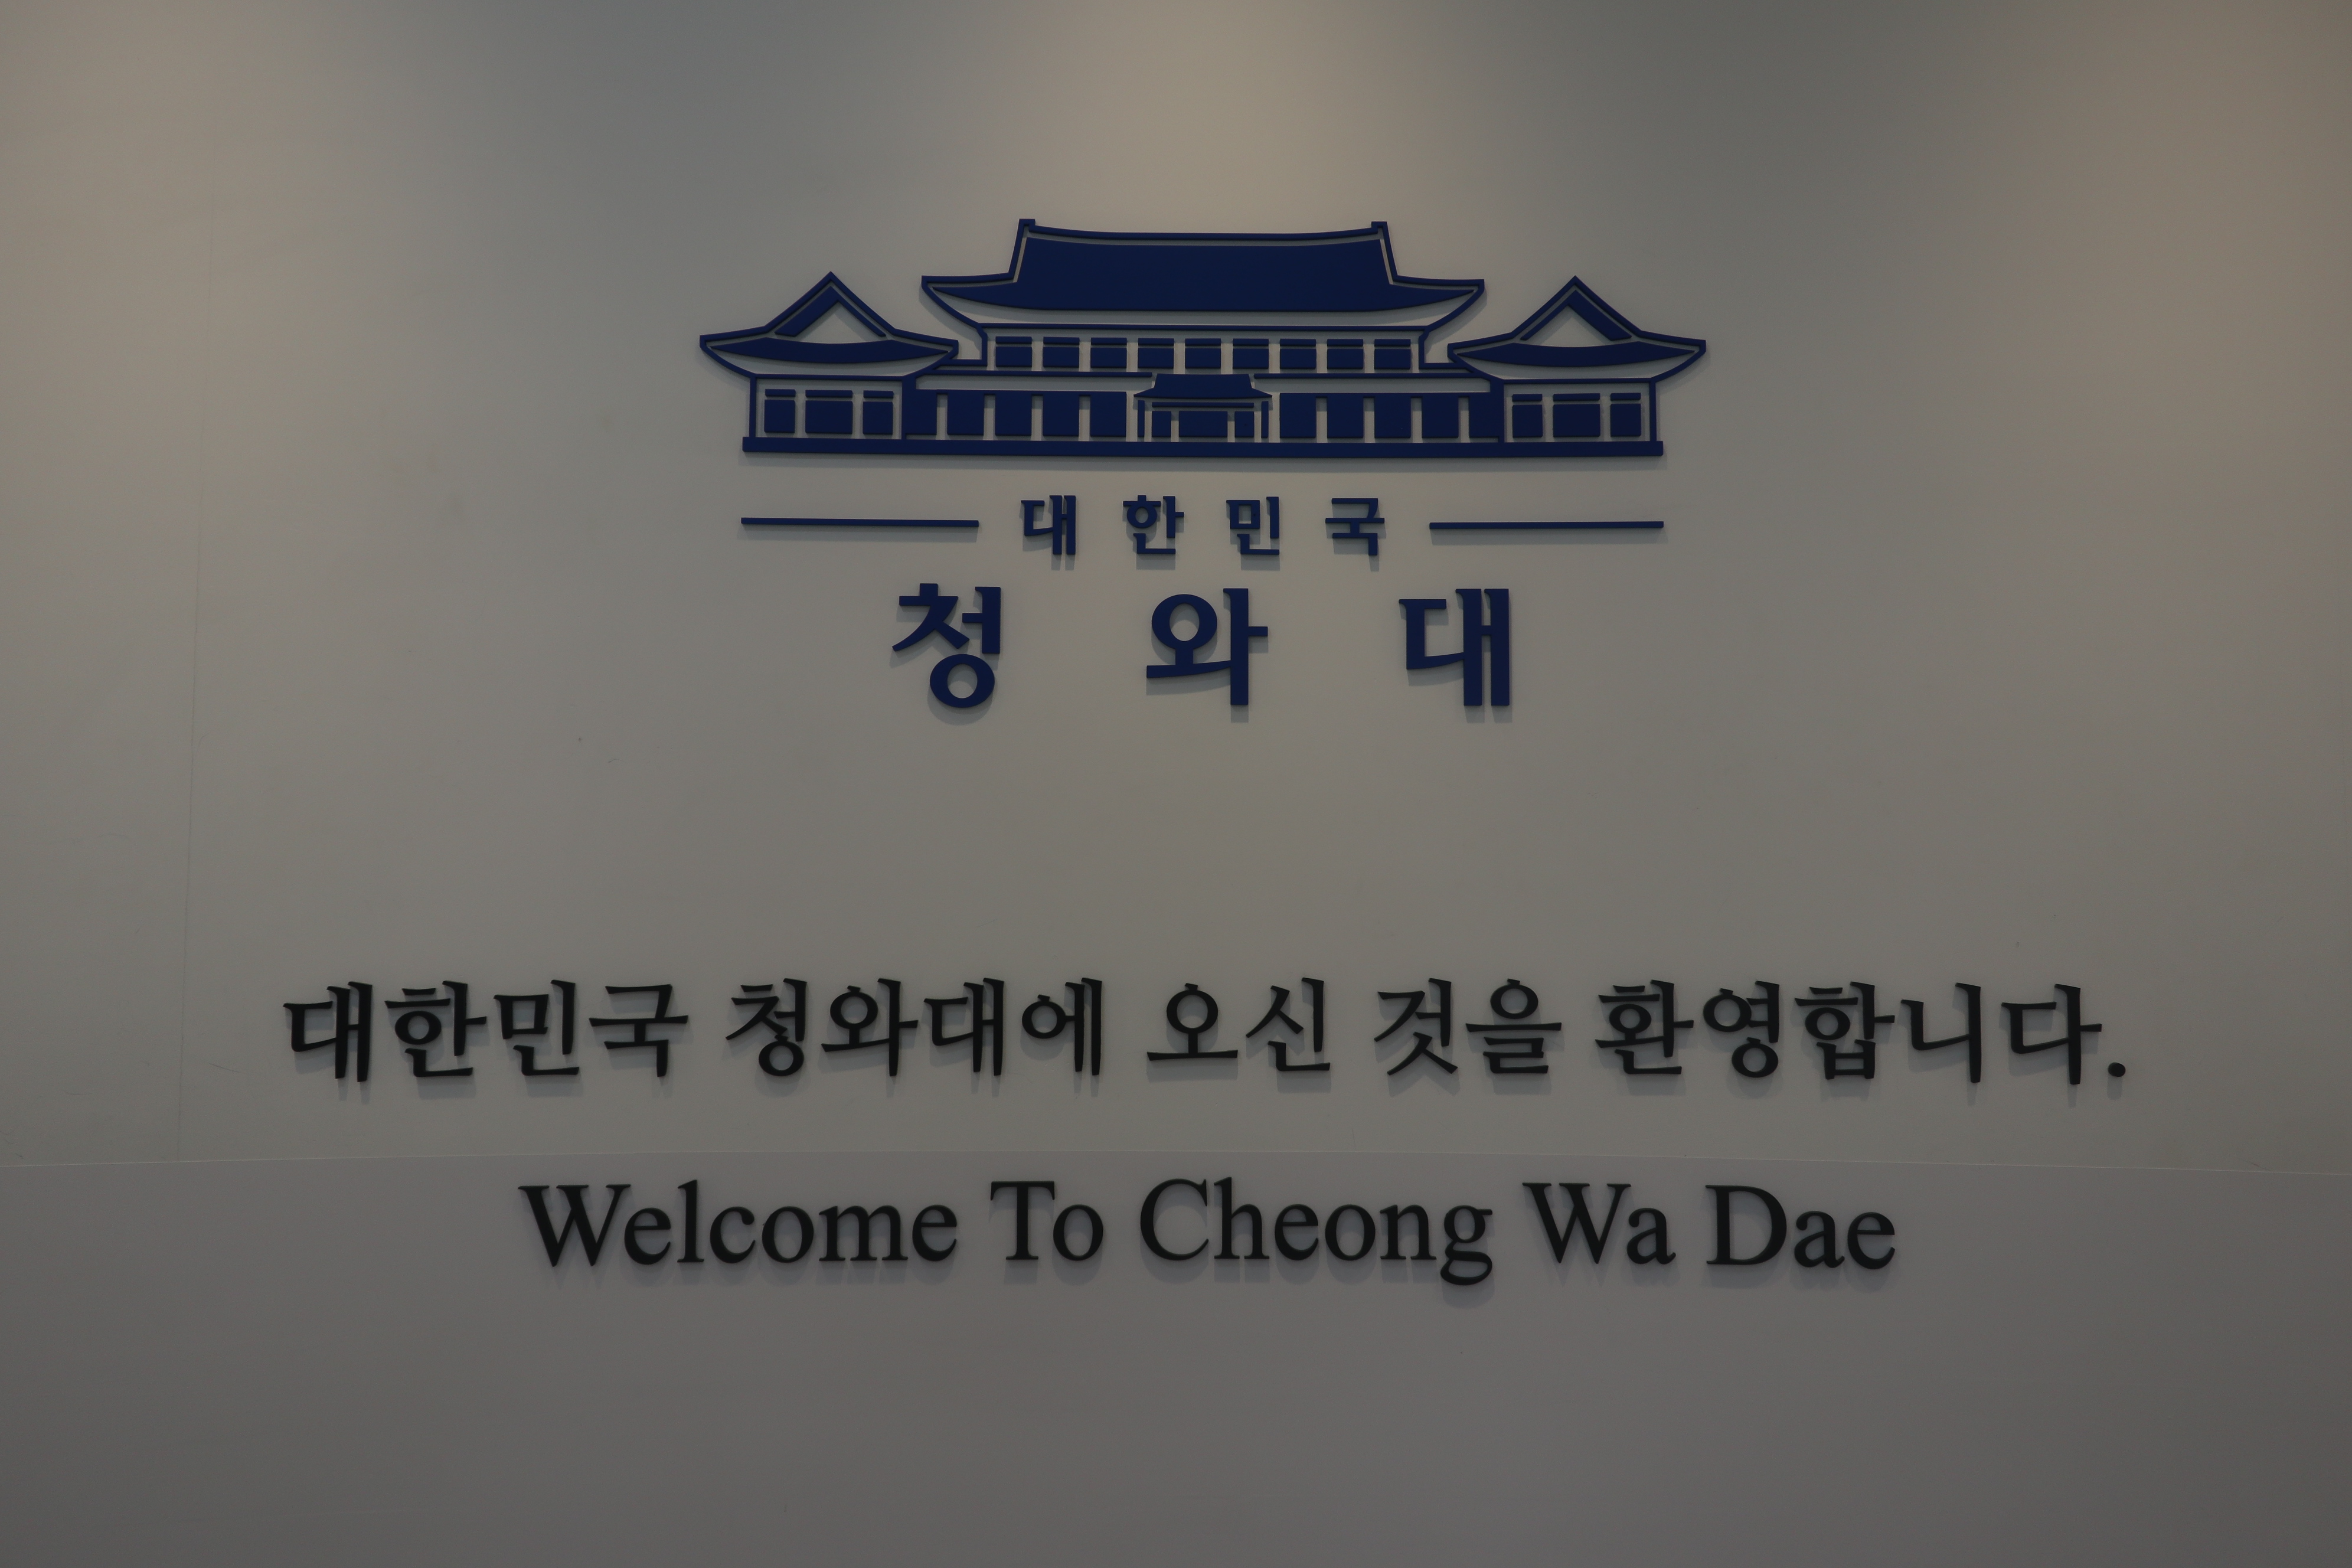 대한민국
청와대
대한민국 청와대에 오신 것을 환영합니다.
Welcome To Cheong Wa Dae